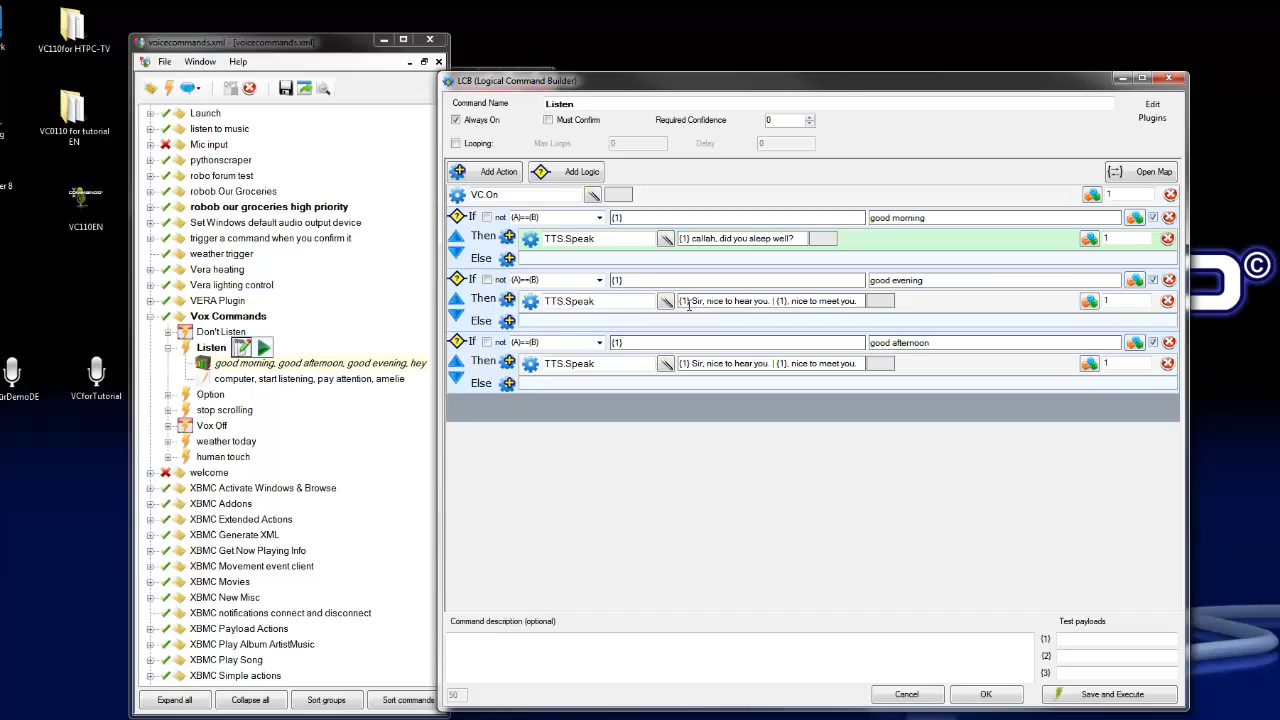 VC110for HTPC-TV
VC0110 for tutorial
EN
COMMANDO
VC110EN
VCforTutorial
er 8
ürDemoDE
voicecommands.xml - [voicecommands.xml]
File Window Help
Launch
listen to music
Mic input
pythonscraper
robo forum test
robob Our Groceries
robob our groceries high priority
Set Windows default audio output device
trigger a command when you confirm it
weather trigger
Vera heating
Vera lighting control
VERA Plugin
Vox Commands
Don't Listen
Listen
good morning, good afternoon, good evening, hey
computer, start listening, pay attention, amelie
Option
stop scrolling
Vox Off
weather today
human touch
welcome
XBMC Activate Windows & Browse
XBMC Addons
XBMC Extended Actions
XBMC Generate XML
XBMC Get Now Playing Info
XBMC Movement event client
XBMC Movies
XBMC New Misc
XBMC notifications connect and disconnect
XBMC Payload Actions
XBMC Play Album ArtistMusic
XBMC Play Song
XBMC Simple actions
Expand all Collapse all Sort groups Sort commands
LCB (Logical Command Builder)
Command Name Listen Edit
Plugins
Always On Must Confirm Required Confidence 0
Looping: Max Loops 0 Delay 0
Add Action Add Logic Open Map
VC.On 1
If not (A)==(B) {1} good morning
Then TTS.Speak {1} callah, did you sleep well? 1
Else
If not (A)==(B) {1} good evening
Then TTS.Speak {1} Sir, nice to hear you. | {1}, nice to meet you. 1
Else
If not (A)==(B) {1} good afternoon
Then TTS.Speak {1} Sir, nice to hear you. | {1}, nice to meet you. 1
Else
Command description (optional) Test payloads
{1}
{2}
{3}
50 Cancel OK Save and Execute
©